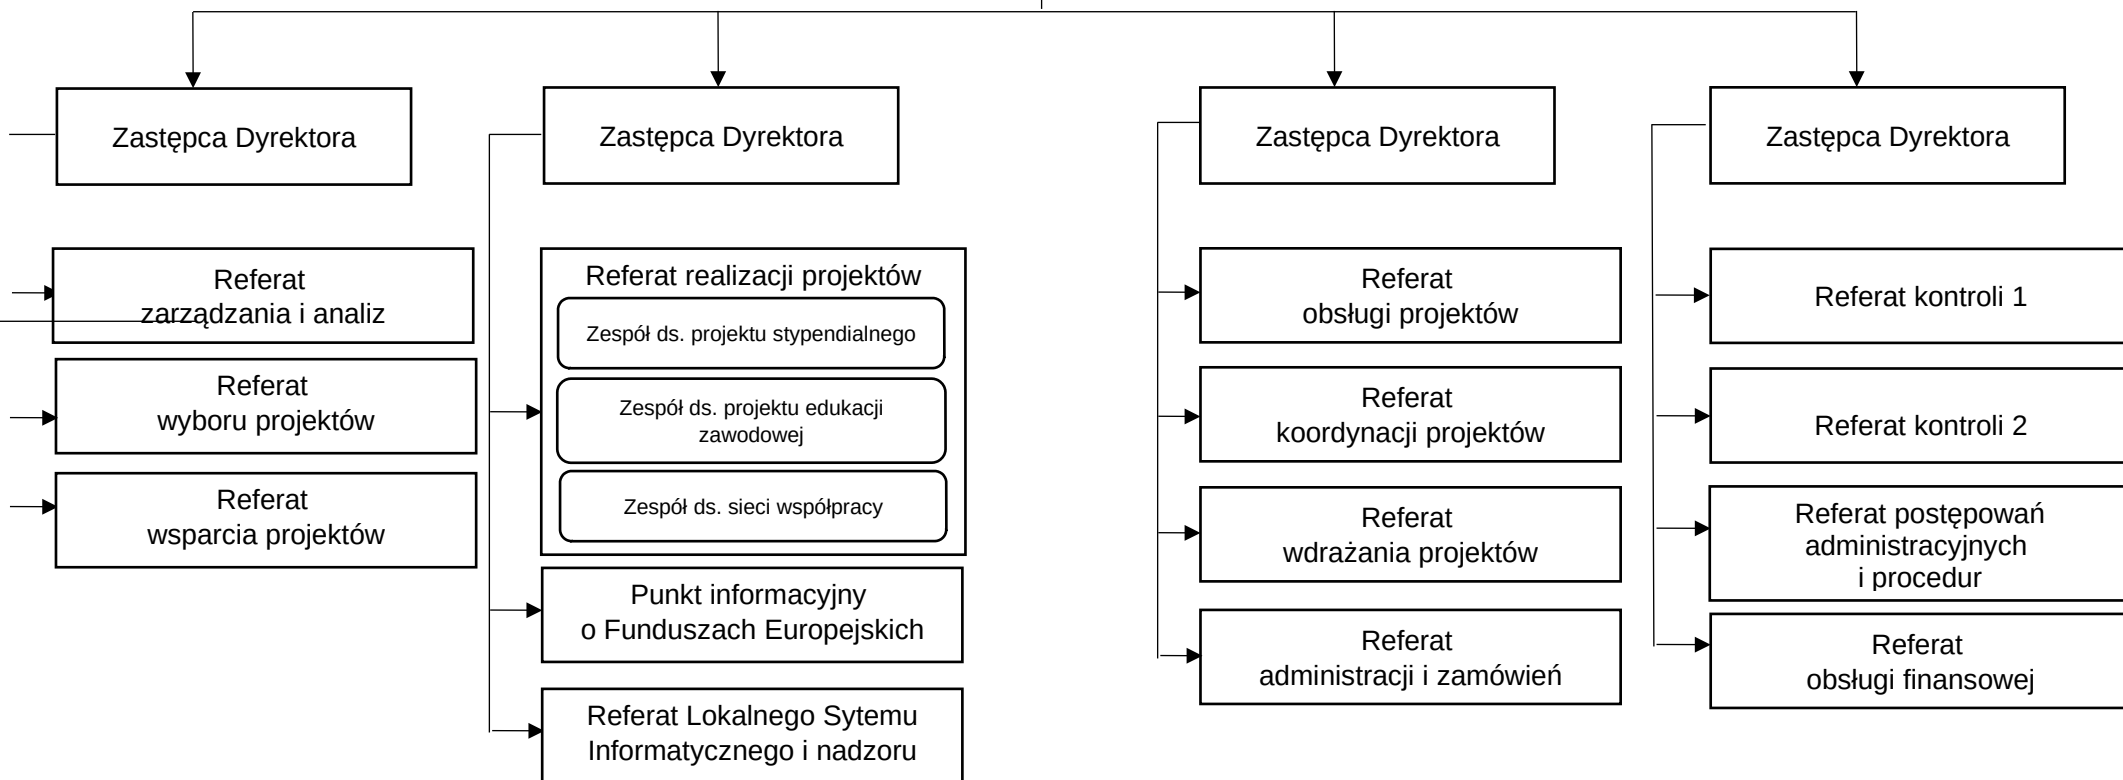 Zastępca Dyrektora
Zastępca Dyrektora
Zastępca Dyrektora
Zastępca Dyrektora
Referat
zarządzania i analiz
Referat
wyboru projektów
Referat
wsparcia projektów
Referat realizacji projektów
Zespół ds. projektu stypendialnego
Zespół ds. projektu edukacji
zawodowej
Zespół ds. sieci współpracy
Punkt informacyjny
o Funduszach Europejskich
Referat Lokalnego Sytemu
Informatycznego i nadzoru
Referat
obsługi projektów
Referat
koordynacji projektów
Referat
wdrażania projektów
Referat
administracji i zamówień
Referat kontroli 1
Referat kontroli 2
Referat postępowań
administracyjnych
i procedur
Referat
obsługi finansowej